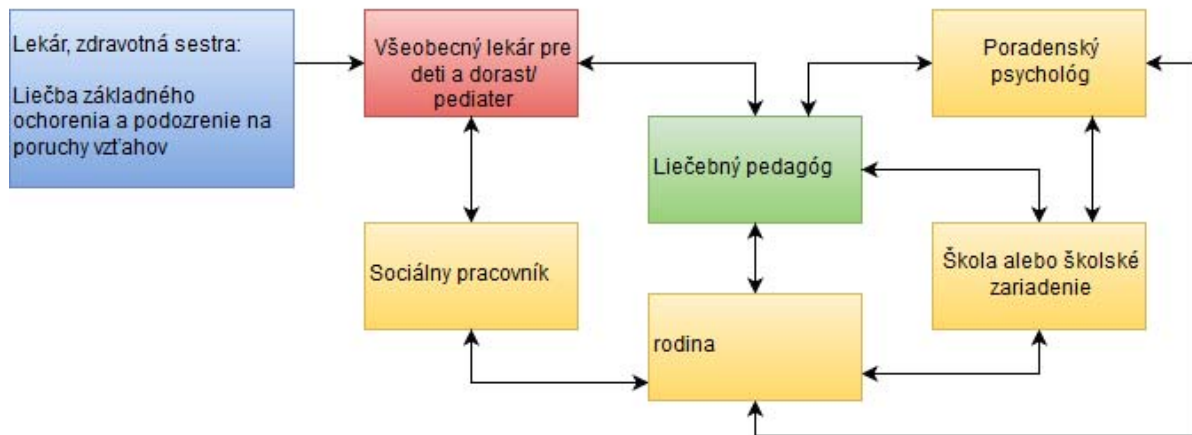 Lekár, zdravotná sestra:
Liečba základného
ochorenia a podozrenie na
poruchy vzťahov
Všeobecný lekár pre
deti a dorast/
pediater
Poradenský
psychológ
Liečebný pedagóg
Sociálny pracovník
Škola alebo školské
zariadenie
rodina